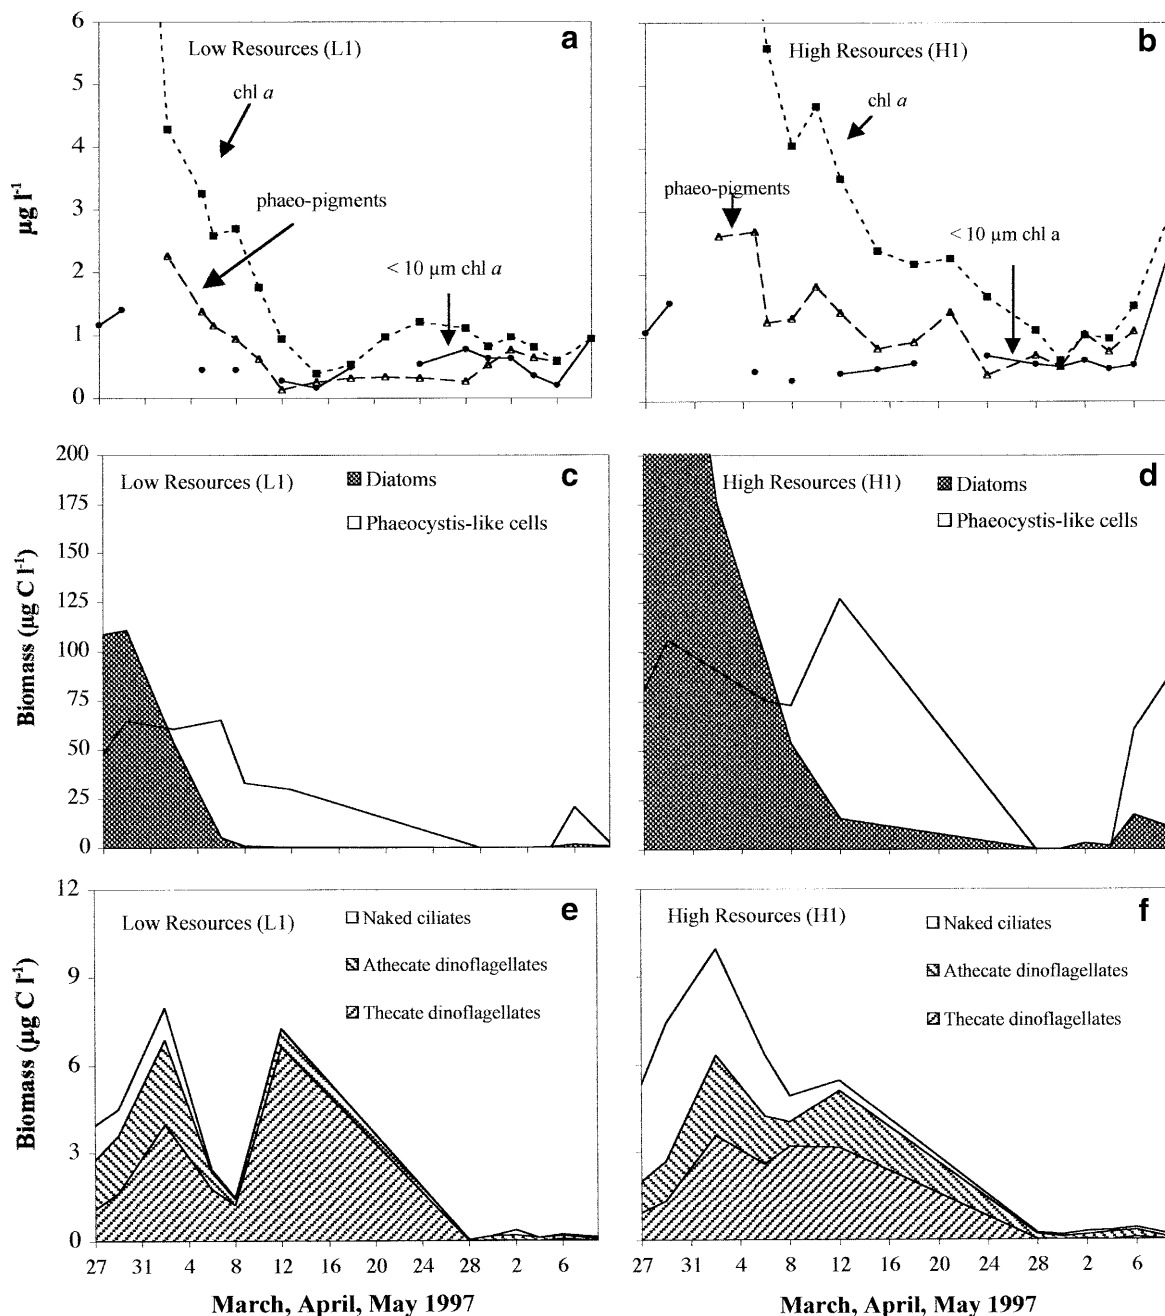 a
Low Resources (L1)
chl a
phaeo-pigments
< 10 µm chl a
6
5
4
3
2
1
0
µg l-1
b
High Resources (H1)
chl a
phaeo-pigments
< 10 µm chl a
c
Low Resources (L1)
Diatoms
Phaeocystis-like cells
200
175
150
125
100
75
50
25
0
Biomass (µg C l-1)
d
High Resources (H1)
Diatoms
Phaeocystis-like cells
e
Low Resources (L1)
Naked ciliates
Athecate dinoflagellates
Thecate dinoflagellates
12
9
6
3
0
Biomass (µg C l-1)
27 31 4 8 12 16 20 24 28 2 6
March, April, May 1997
f
High Resources (H1)
Naked ciliates
Athecate dinoflagellates
Thecate dinoflagellates
27 31 4 8 12 16 20 24 28 2 6
March, April, May 1997